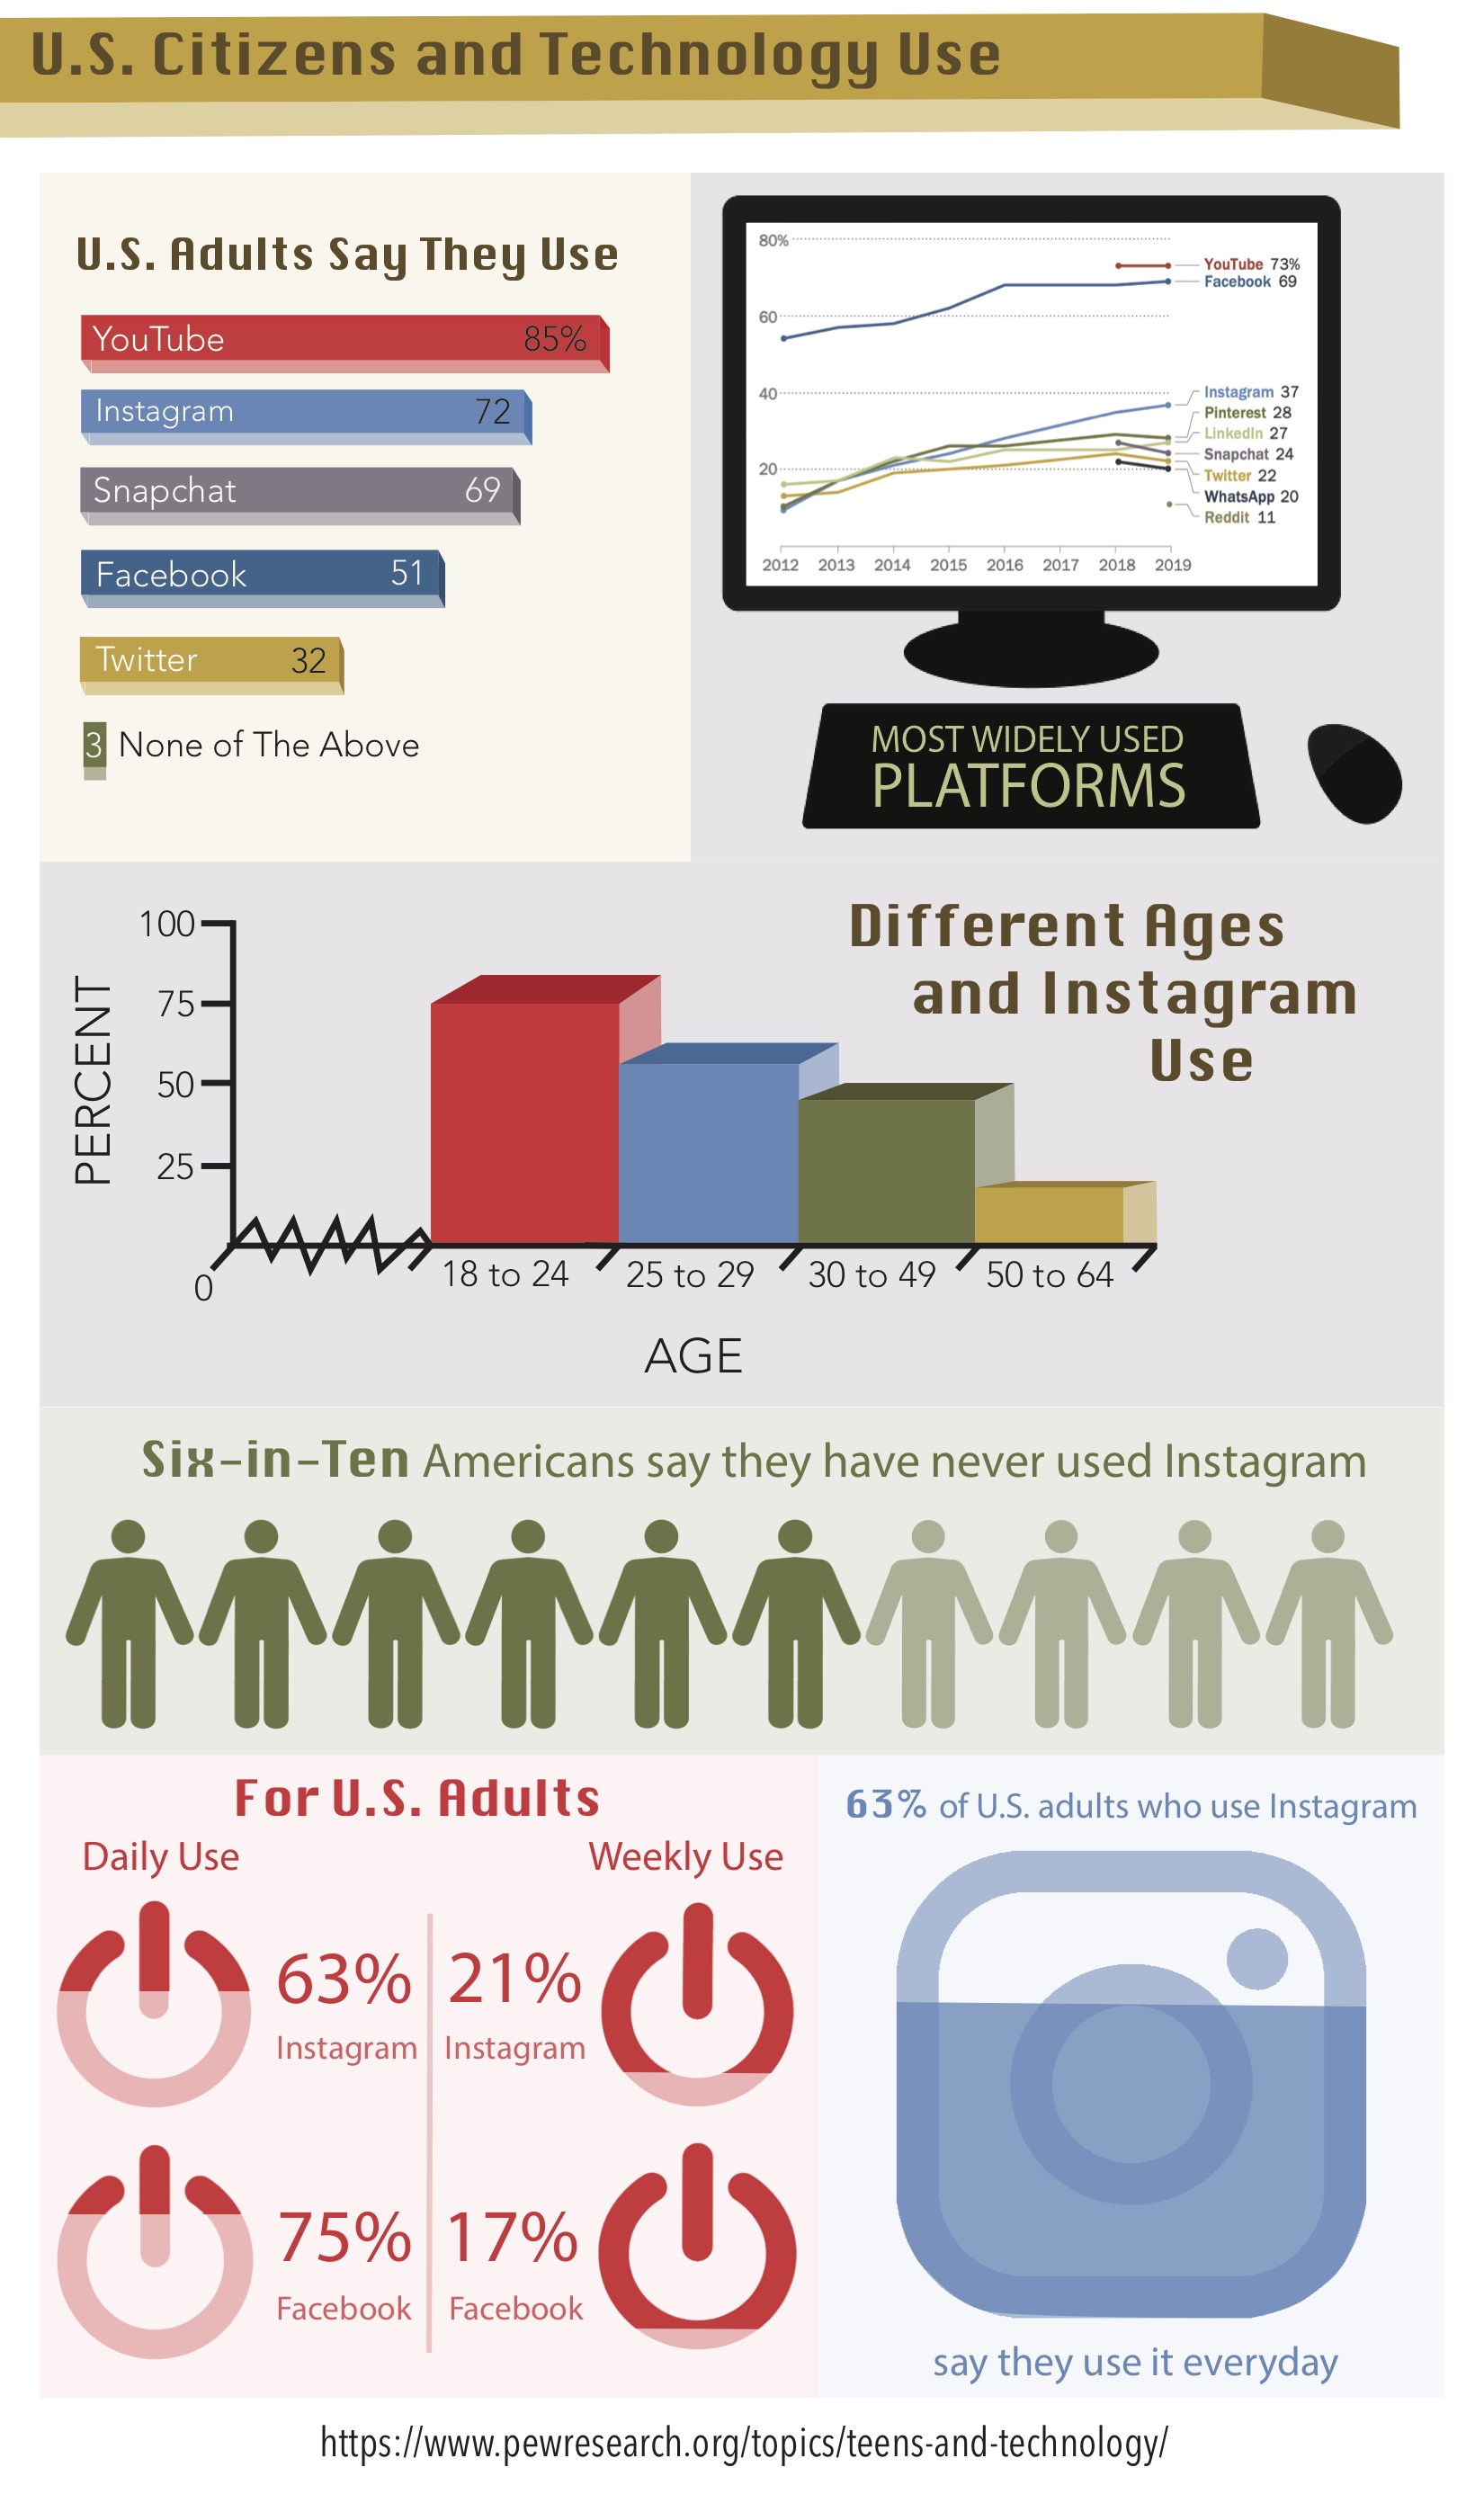 U.S. Citizens and Technology Use
U.S. Adults Say They Use
YouTube 85%
Instagram 72
Snapchat 69
Facebook 51
Twitter 32
3 None of The Above
80%
60
40
20
2012 2013 2014 2015 2016 2017 2018 2019
YouTube 73%
Facebook 69
Instagram 37
Pinterest 28
LinkedIn 27
Snapchat 24
Twitter 22
WhatsApp 20
Reddit 11
MOST WIDELY USED
PLATFORMS
Different Ages
and Instagram
Use
PERCENT
100
75
50
25
0
18 to 24 25 to 29 30 to 49 50 to 64
AGE
Six-in-Ten Americans say they have never used Instagram
For U.S. Adults
Daily Use Weekly Use
63% 21%
Instagram Instagram
75% 17%
Facebook Facebook
63% of U.S. adults who use Instagram
say they use it everyday
https://www.pewresearch.org/topics/teens-and-technology/